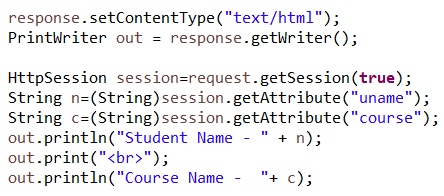 response.setContentType("text/html");
PrintWriter out = response.getWriter();
HttpSession session=request.getSession(true);
String n=(String)session.getAttribute("uname");
String c=(String)session.getAttribute("course");
out.println("Student Name - " + n);
out.print("<br>");
out.println("Course Name -  "+ c);